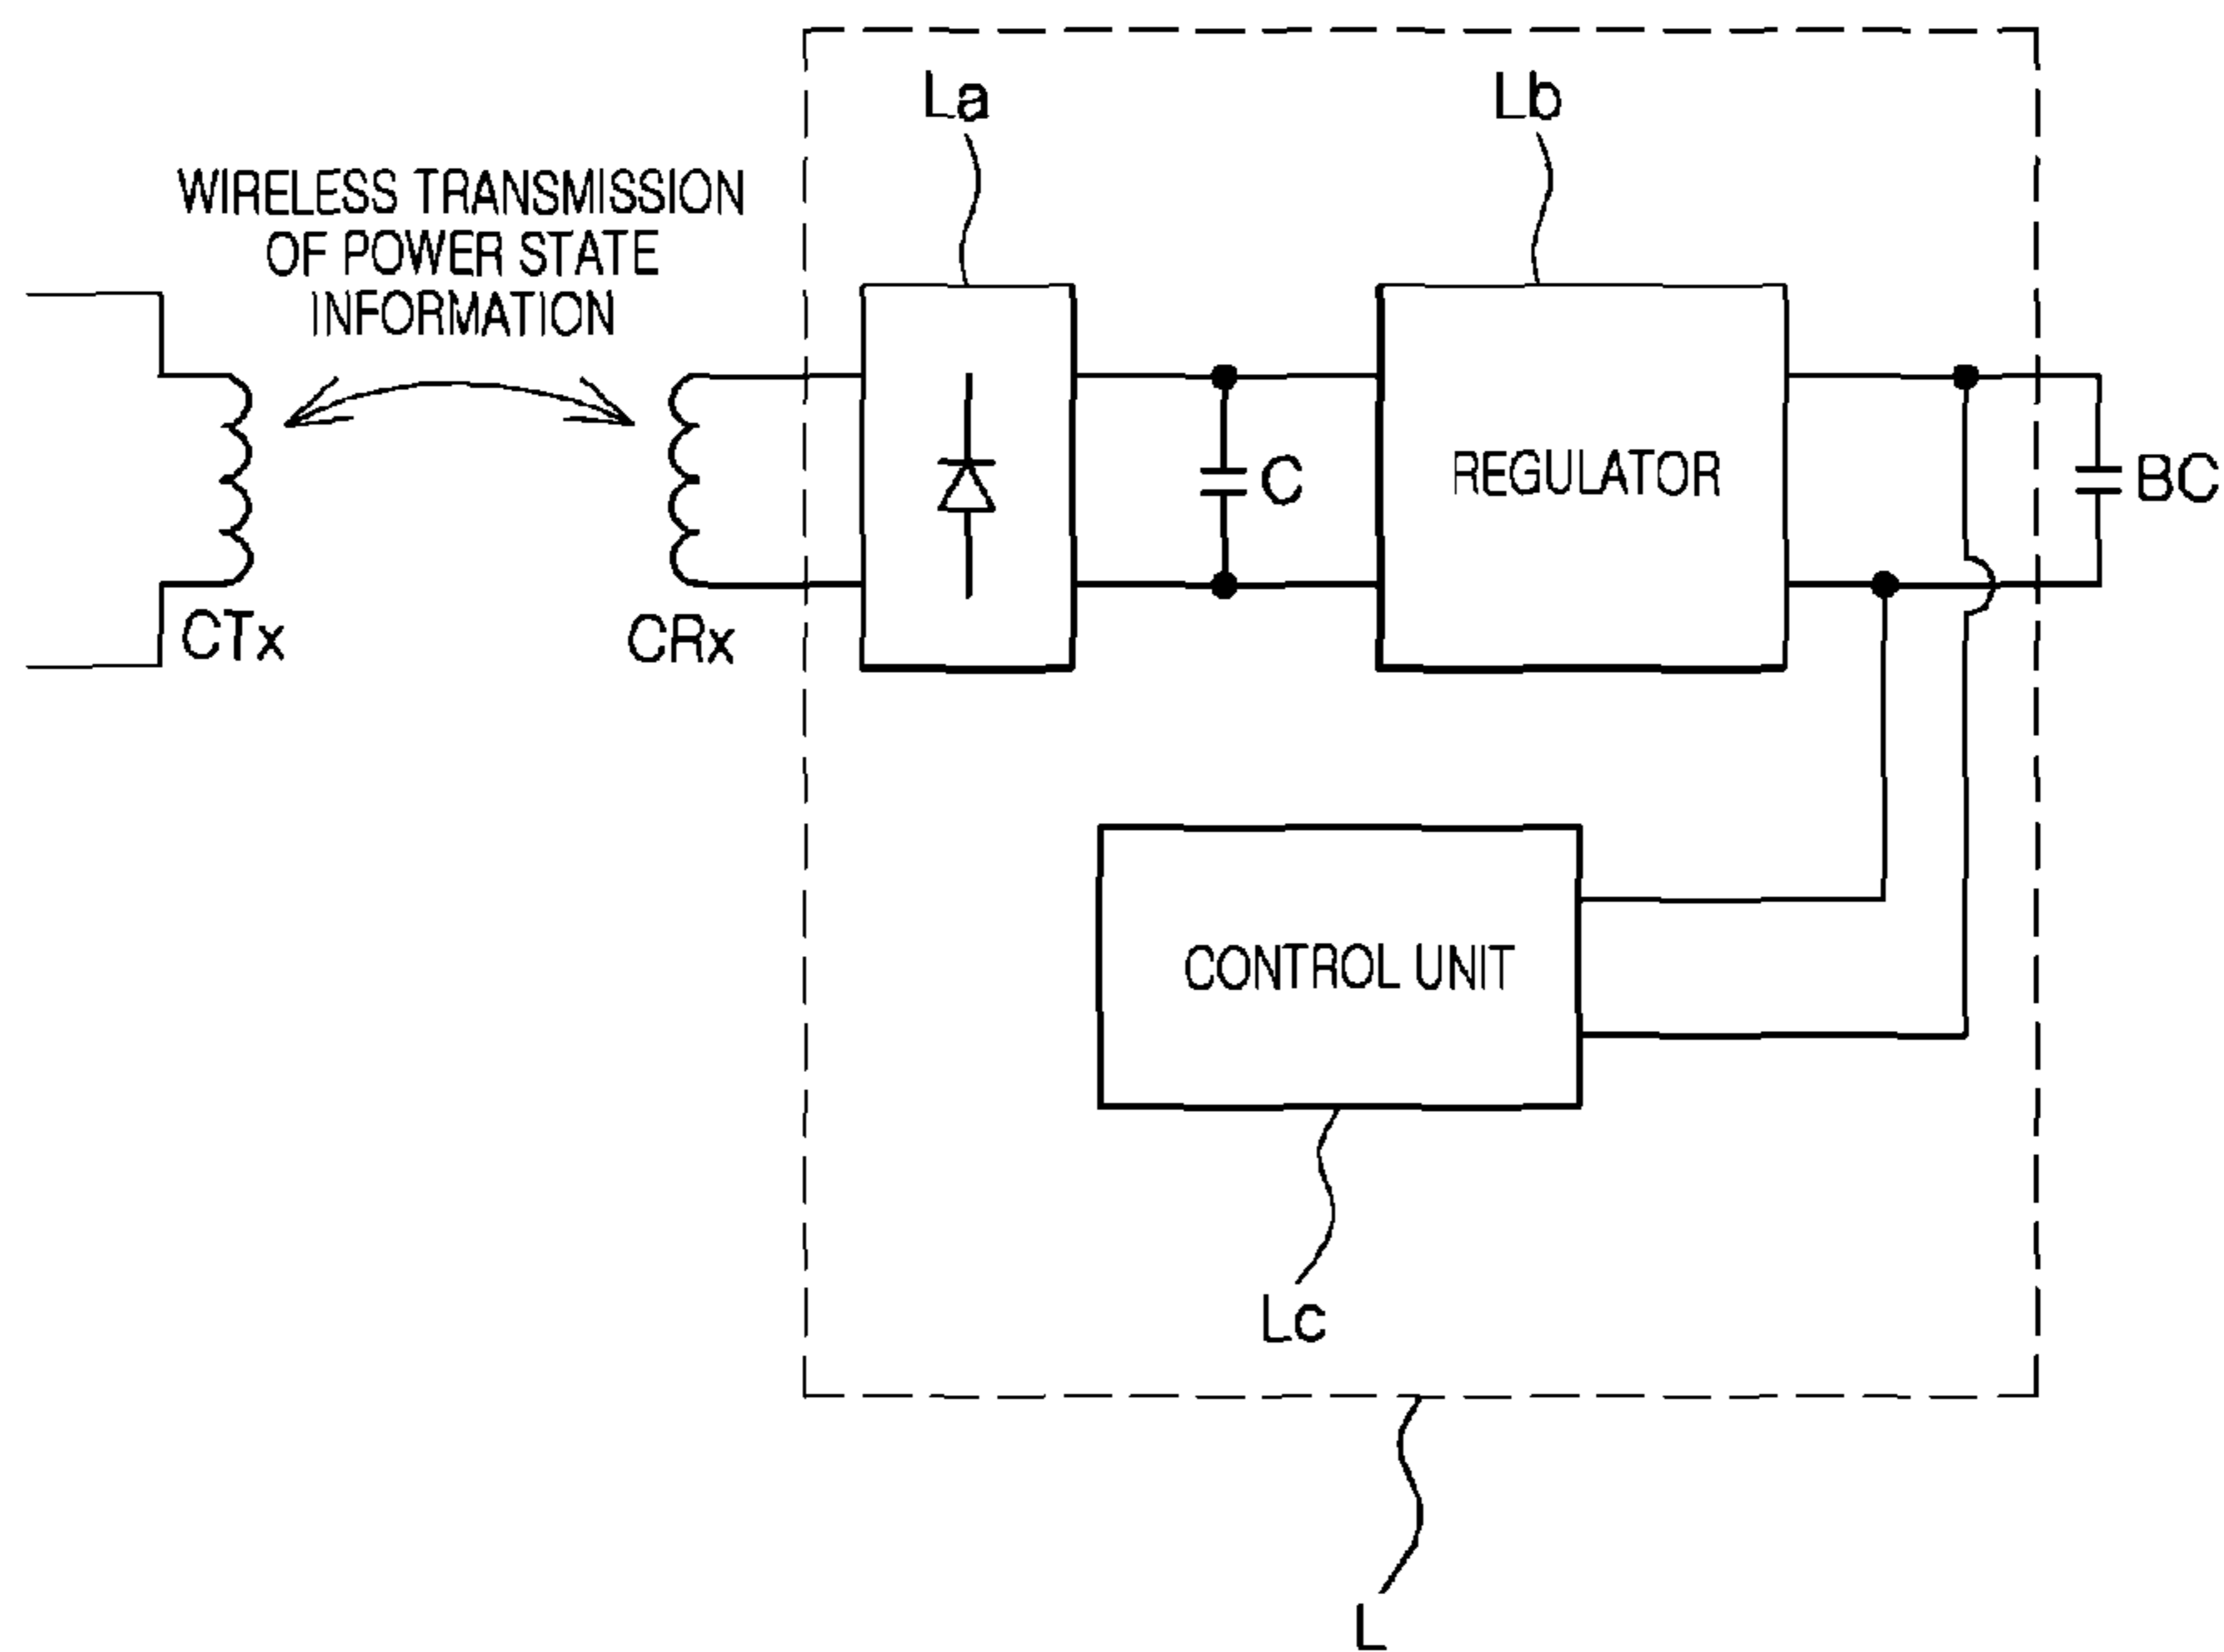 La
Lb
WIRELESS TRANSMISSION
OF POWER STATE
INFORMATION
C
REGULATOR
BC
CTx
CRx
CONTROL UNIT
Lc
L